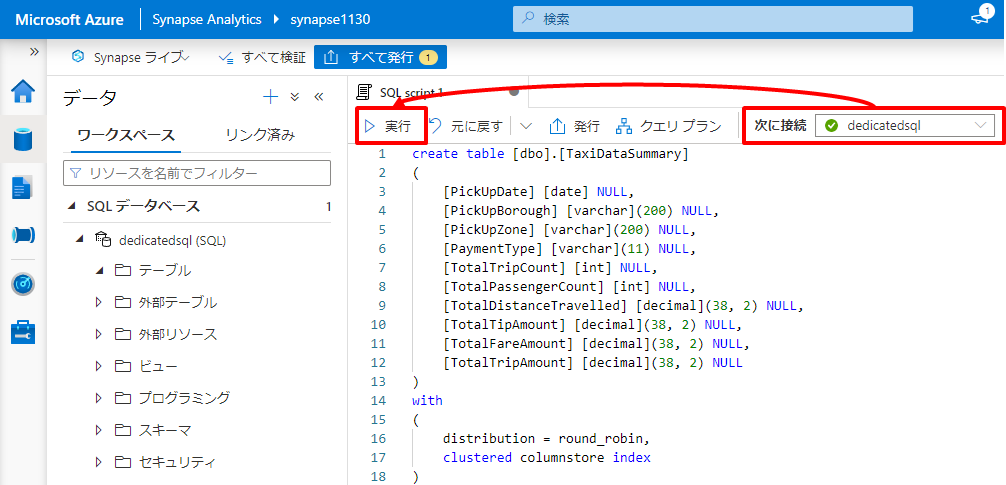 Microsoft Azure
Synapse Analytics
synapse1130
検索
1
Synapse ライブ
すべて検証
すべて発行
1
データ
ワークスペース
リンク済み
リソースを名前でフィルター
SQL データベース
1
dedicatedsql (SQL)
テーブル
外部テーブル
外部リソース
ビュー
プログラミング
スキーマ
セキュリティ
SQL script 1
実行
元に戻す
発行
クエリ プラン
次に接続
dedicatedsql
1 create table [dbo].[TaxiDataSummary]
2 (
3 [PickUpDate] [date] NULL,
4 [PickUpBorough] [varchar](200) NULL,
5 [PickUpZone] [varchar](200) NULL,
6 [PaymentType] [varchar](11) NULL,
7 [TotalTripCount] [int] NULL,
8 [TotalPassengerCount] [int] NULL,
9 [TotalDistanceTravelled] [decimal](38, 2) NULL,
10 [TotalTipAmount] [decimal](38, 2) NULL,
11 [TotalFareAmount] [decimal](38, 2) NULL,
12 [TotalTripAmount] [decimal](38, 2) NULL
13 )
14 with
15 (
16 distribution = round_robin,
17 clustered columnstore index
18 )